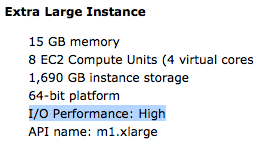 Extra Large Instance
15 GB memory
8 EC2 Compute Units (4 virtual cores
1,690 GB instance storage
64-bit platform
I/O Performance: High
API name: m1.xlarge